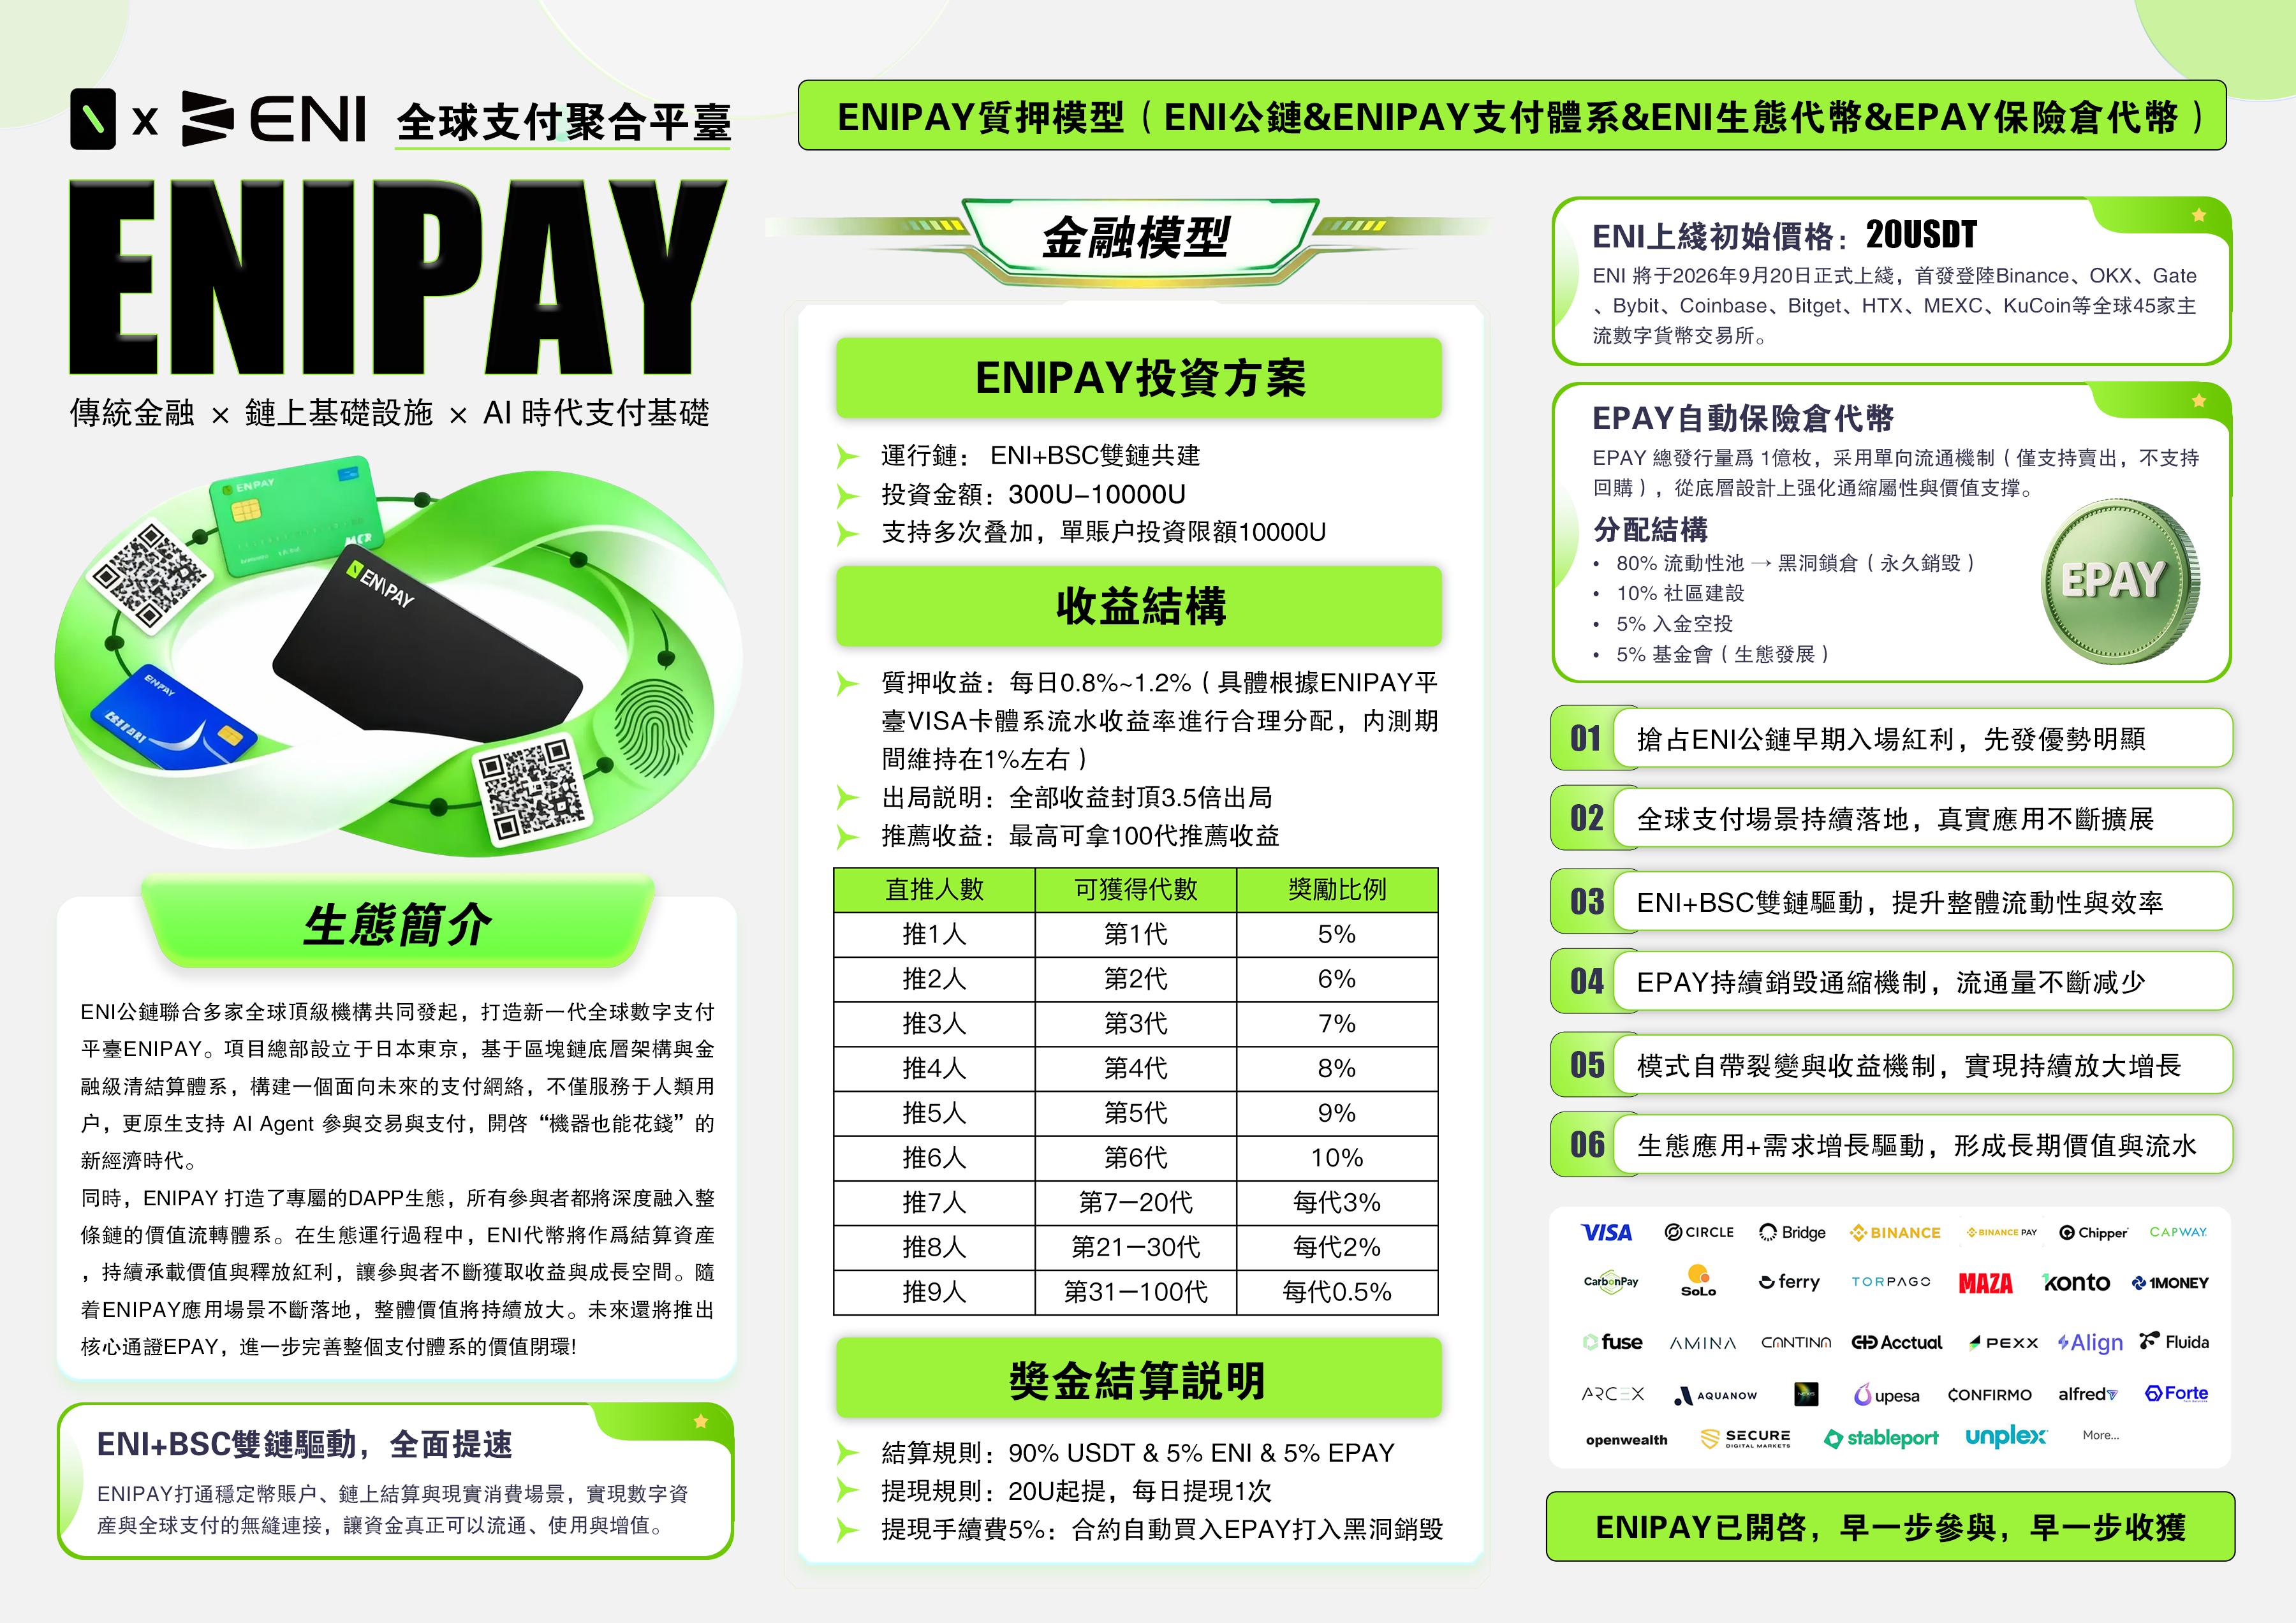 x ENI 全球支付聚合平臺
ENIPAY
傳統金融 × 鏈上基礎設施 × AI 時代支付基礎
ENPAY
EN\PAY
ENPAY
生態簡介
ENI公鏈聯合多家全球頂級機構共同發起，打造新一代全球數字支付
平臺ENIPAY。項目總部設立于日本東京，基于區塊鏈底層架構與金
融級清結算體系，構建一個面向未來的支付網絡，不僅服務于人類用
户，更原生支持 AI Agent 參與交易與支付，開啓“機器也能花錢”的
新經濟時代。
同時，ENIPAY 打造了專屬的DAPP生態，所有參與者都將深度融入整
條鏈的價值流轉體系。在生態運行過程中，ENI代幣將作爲結算資産
，持續承載價值與釋放紅利，讓參與者不斷獲取收益與成長空間。隨
着ENIPAY應用場景不斷落地，整體價值將持續放大。未來還將推出
核心通證EPAY，進一步完善整個支付體系的價值閉環!
ENI+BSC雙鏈驅動，全面提速
ENIPAY打通穩定幣賬户、鏈上結算與現實消費場景，實現數字資
産與全球支付的無縫連接，讓資金真正可以流通、使用與增值。
ENIPAY質押模型（ENI公鏈&ENIPAY支付體系&ENI生態代幣&EPAY保險倉代幣）
金融模型
ENIPAY投資方案
運行鏈： ENI+BSC雙鏈共建
投資金額：300U–10000U
支持多次叠加，單賬户投資限額10000U
收益結構
質押收益：每日0.8%~1.2%（具體根據ENIPAY平
臺VISA卡體系流水收益率進行合理分配，内測期
間維持在1%左右）
出局説明：全部收益封頂3.5倍出局
推薦收益：最高可拿100代推薦收益
直推人數 可獲得代數 獎勵比例
推1人 第1代 5%
推2人 第2代 6%
推3人 第3代 7%
推4人 第4代 8%
推5人 第5代 9%
推6人 第6代 10%
推7人 第7一20代 每代3%
推8人 第21一30代 每代2%
推9人 第31一100代 每代0.5%
獎金結算説明
結算規則：90% USDT & 5% ENI & 5% EPAY
提現規則：20U起提，每日提現1次
提現手續費5%：合約自動買入EPAY打入黑洞銷毀
ENI上綫初始價格：20USDT
ENI 將于2026年9月20日正式上綫，首發登陸Binance、OKX、Gate
、Bybit、Coinbase、Bitget、HTX、MEXC、KuCoin等全球45家主
流數字貨幣交易所。
EPAY自動保險倉代幣
EPAY 總發行量爲 1億枚，采用單向流通機制（僅支持賣出，不支持
回購），從底層設計上强化通縮屬性與價值支撑。
分配結構
• 80% 流動性池 → 黑洞鎖倉（永久銷毀）
• 10% 社區建設
• 5% 入金空投
• 5% 基金會（生態發展）
EPAY
01 搶占ENI公鏈早期入場紅利，先發優勢明顯
02 全球支付場景持續落地，真實應用不斷擴展
03 ENI+BSC雙鏈驅動，提升整體流動性與效率
04 EPAY持續銷毀通縮機制，流通量不斷减少
05 模式自帶裂變與收益機制，實現持續放大增長
06 生態應用+需求增長驅動，形成長期價值與流水
VISA CIRCLE Bridge BINANCE BINANCE PAY Chipper CAPWAY
CarbonPay SoLo ferry TORPAGO MAZA konto 1MONEY
fuse AMINA CANTINA Acctual PEXX Align Fluida
ARCEX AQUANOW upesa CONFIRMO alfred Forte
openwealth SECURE DIGITAL MARKETS stableport unplex More...
ENIPAY已開啓，早一步參與，早一步收獲